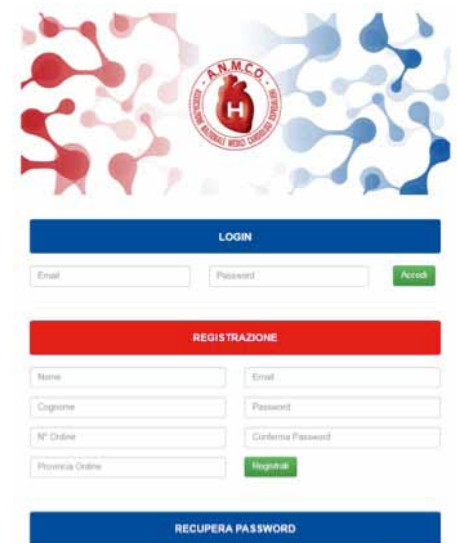 A.N.M.C.O.
ASSOCIAZIONE NAZIONALE MEDICI CARDIOLOGI OSPEDALIERI
H
LOGIN
Email Password Accedi
REGISTRAZIONE
Nome Email
Cognome Password
N° Ordine Conferma Password
Provincia Ordine Registrati
RECUPERA PASSWORD